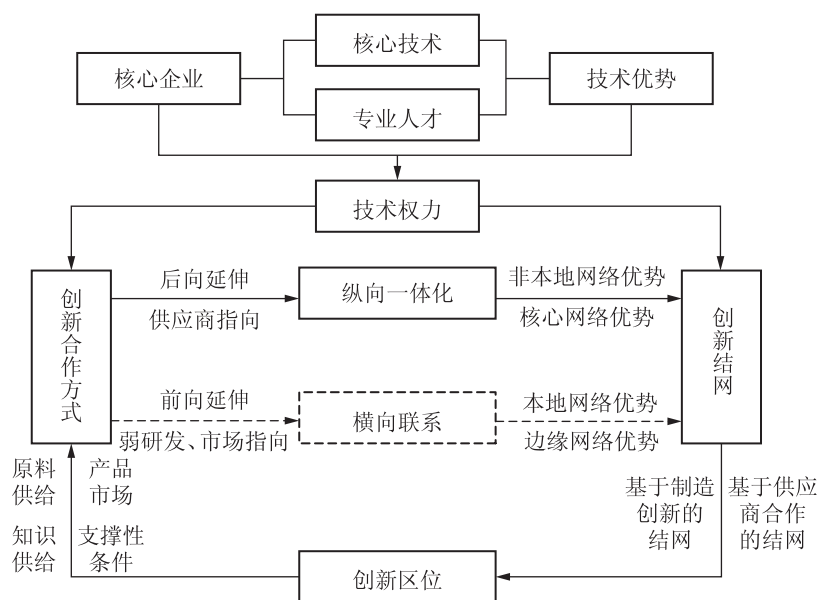 核心技术
核心企业
技术优势
专业人才
技术权力
创新合作方式
后向延伸
供应商指向
纵向一体化
非本地网络优势
核心网络优势
创新结网
前向延伸
弱研发、市场指向
横向联系
本地网络优势
边缘网络优势
原料
供给
产品
市场
知识
供给
支撑性
条件
基于制造
创新的
结网
基于供应
商合作
的结网
创新区位